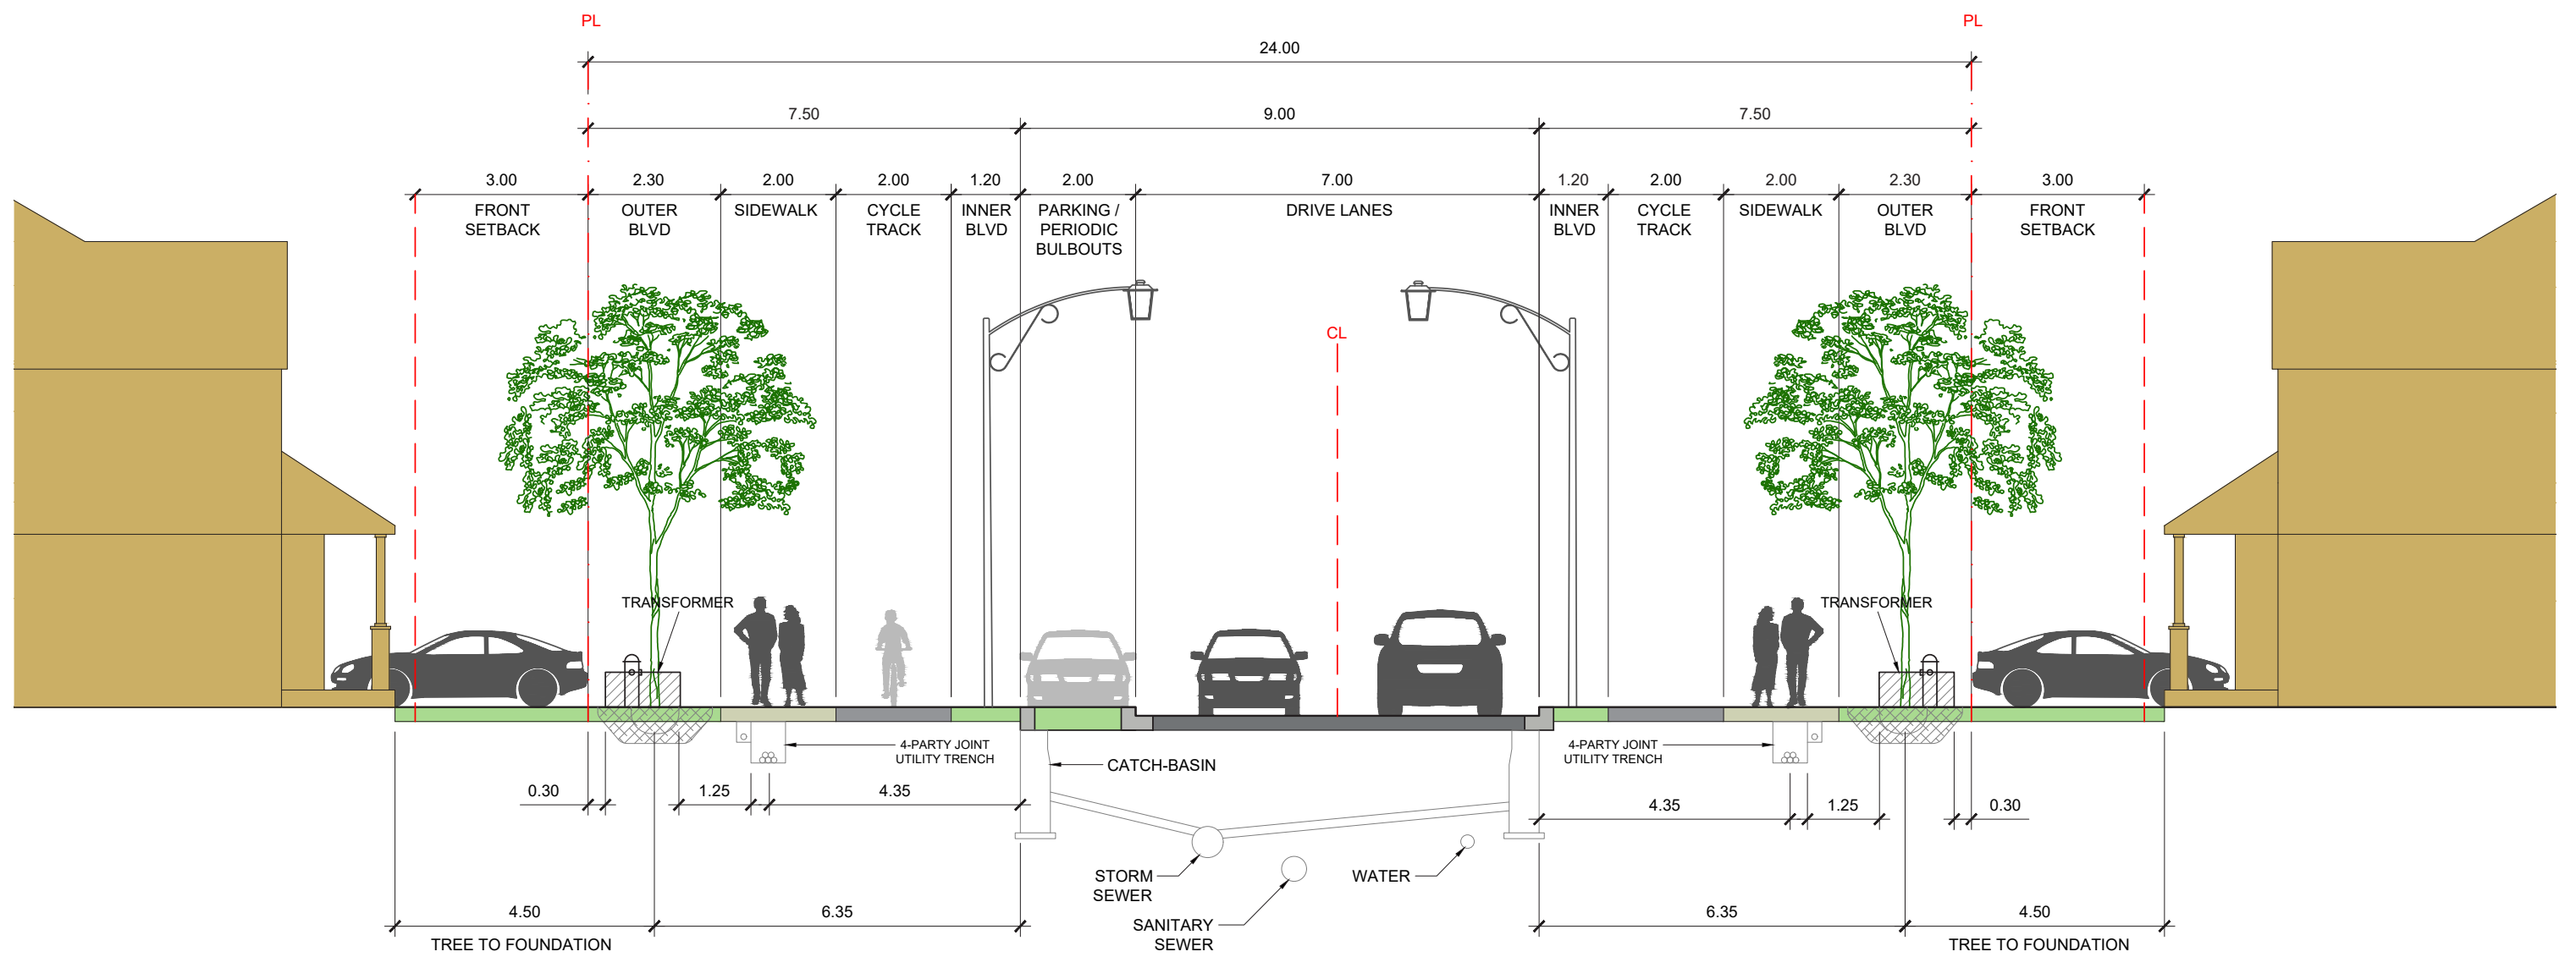 PL
PL
24.00
7.50
9.00
7.50
3.00
2.30
2.00
2.00
1.20
2.00
7.00
1.20
2.00
2.00
2.30
3.00
FRONT
SETBACK
OUTER
BLVD
SIDEWALK
CYCLE
TRACK
INNER
BLVD
PARKING /
PERIODIC
BULBOUTS
DRIVE LANES
INNER
BLVD
CYCLE
TRACK
SIDEWALK
OUTER
BLVD
FRONT
SETBACK
CL
TRANSFORMER
TRANSFORMER
4-PARTY JOINT
UTILITY TRENCH
CATCH-BASIN
4-PARTY JOINT
UTILITY TRENCH
0.30
1.25
4.35
4.35
1.25
0.30
STORM
SEWER
SANITARY
SEWER
WATER
4.50
6.35
6.35
4.50
TREE TO FOUNDATION
TREE TO FOUNDATION